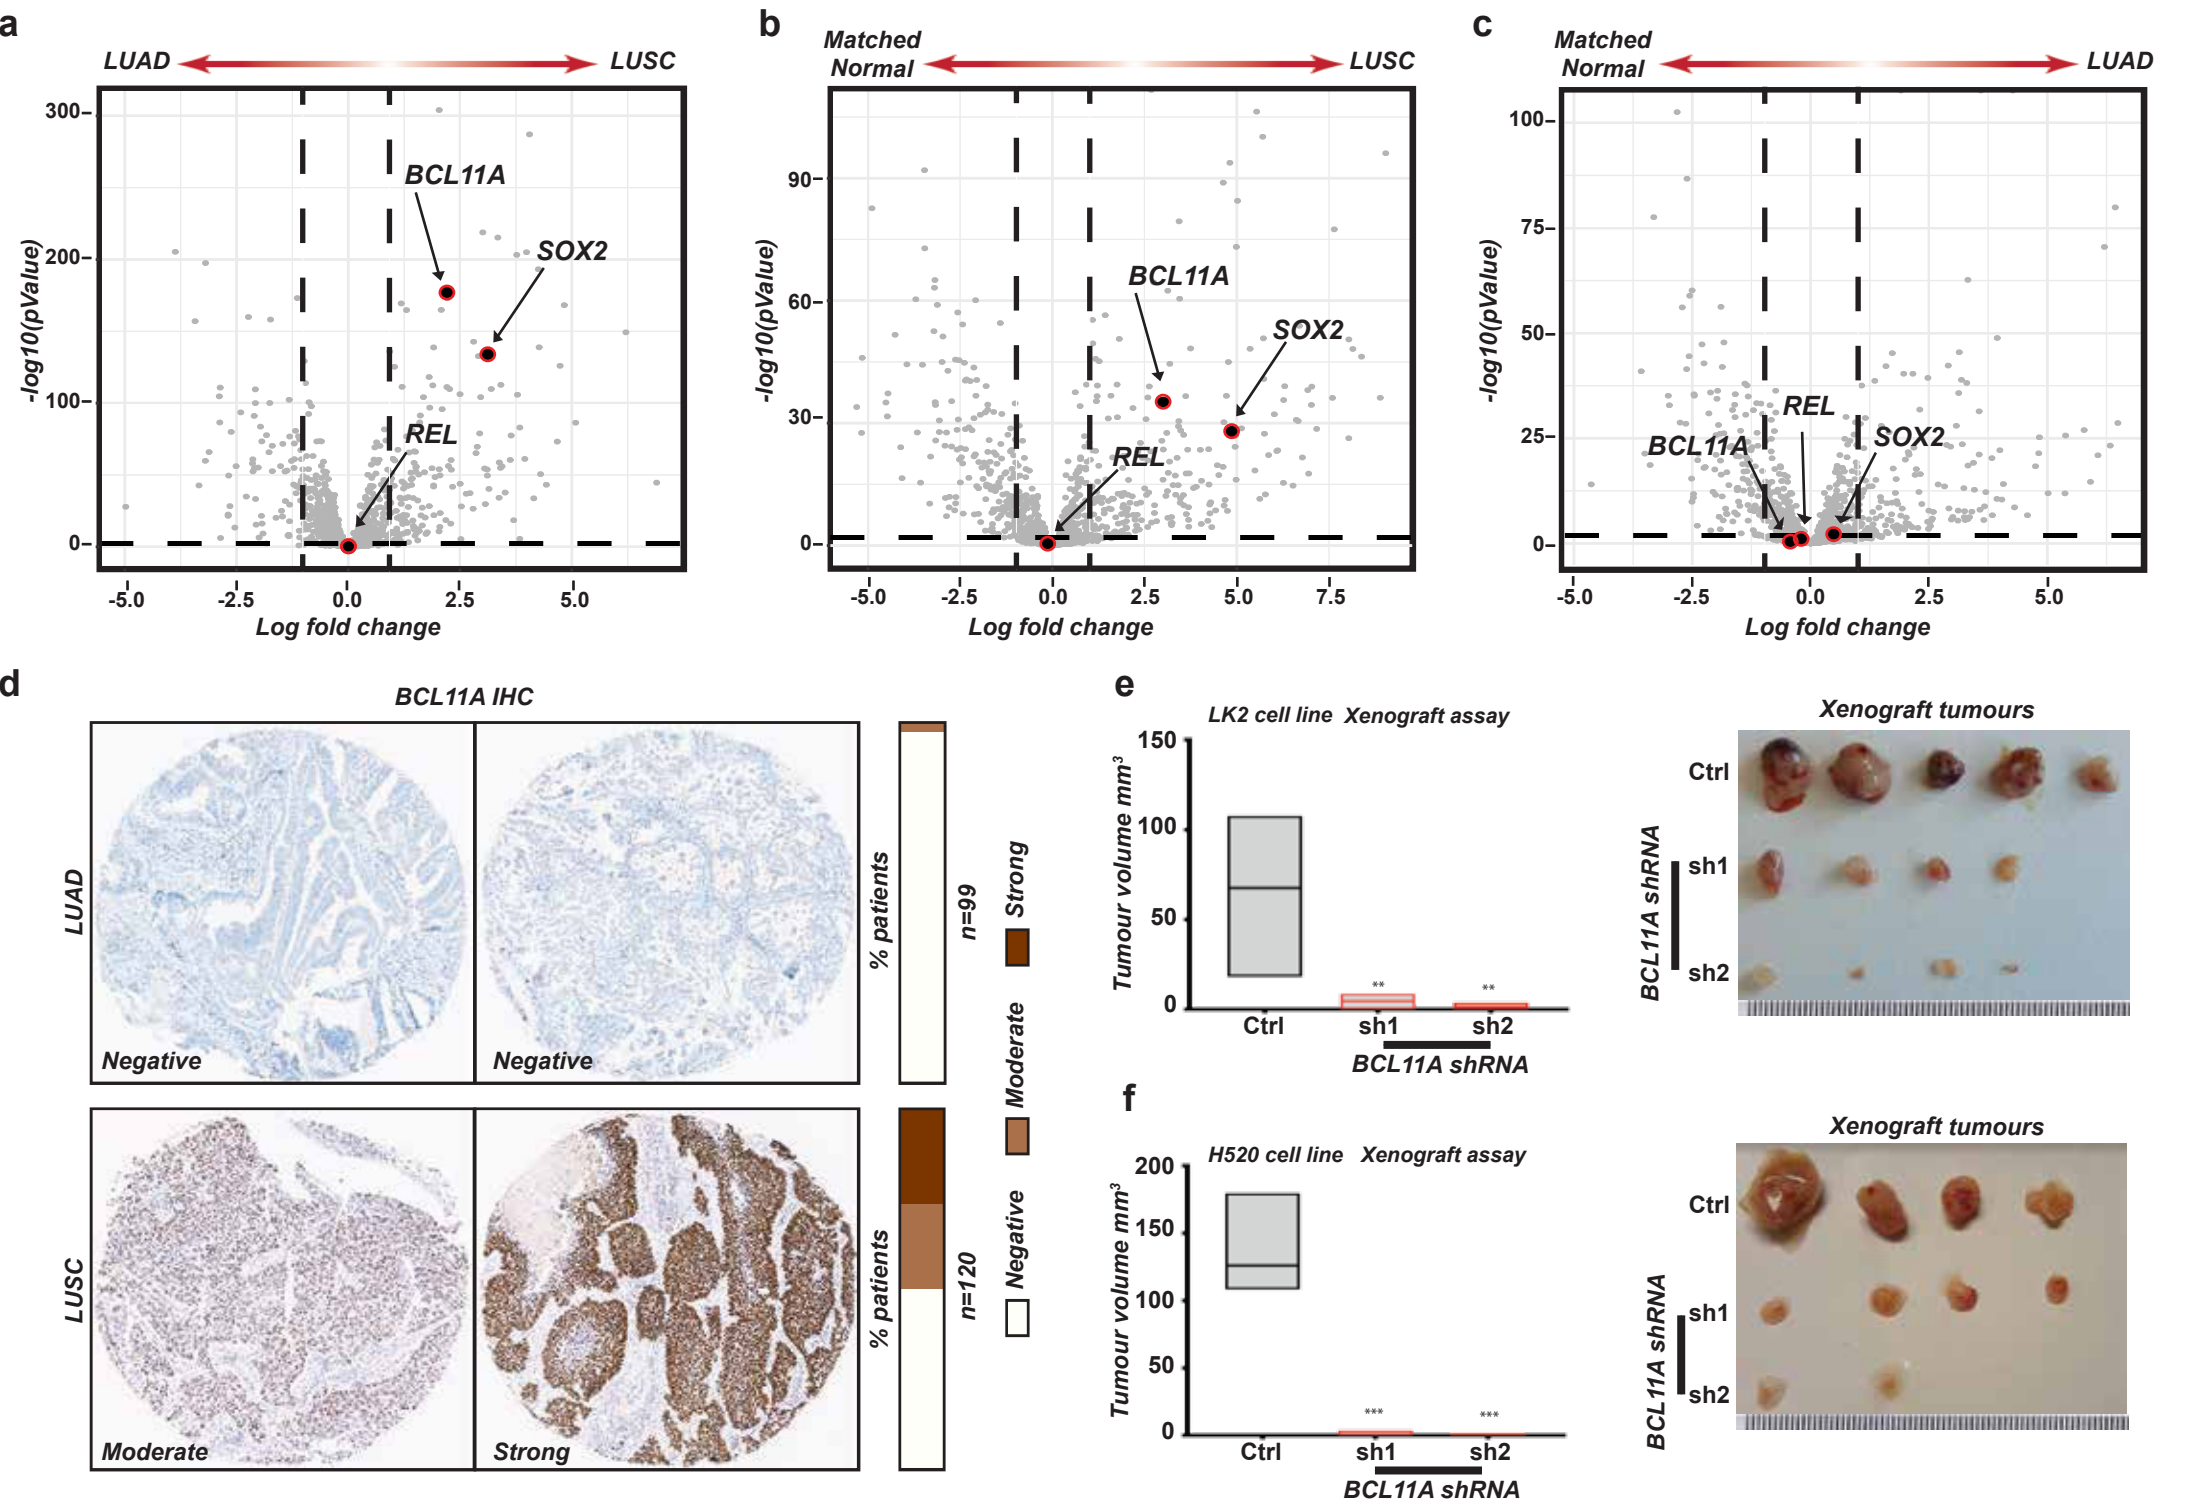 a
LUAD
LUSC
300
200
100
0
-log10(pValue)
BCL11A
SOX2
REL
-5.0
-2.5
0.0
2.5
5.0
Log fold change
b
Matched
Normal
LUSC
90
60
30
0
-log10(pValue)
BCL11A
SOX2
REL
-5.0
-2.5
0.0
2.5
5.0
7.5
Log fold change
c
Matched
Normal
LUAD
100
75
50
25
0
-log10(pValue)
REL
BCL11A
SOX2
-5.0
-2.5
0.0
2.5
5.0
Log fold change
d
BCL11A IHC
LUAD
Negative
Negative
% patients
n=99
LUSC
Moderate
Strong
% patients
n=120
Strong
Moderate
Negative
e
LK2 cell line Xenograft assay
150
100
50
0
Tumour volume mm³
**
**
Ctrl
sh1
sh2
BCL11A shRNA
Xenograft tumours
Ctrl
sh1
sh2
BCL11A shRNA
f
H520 cell line Xenograft assay
200
150
100
50
0
Tumour volume mm³
***
***
Ctrl
sh1
sh2
BCL11A shRNA
Xenograft tumours
Ctrl
sh1
sh2
BCL11A shRNA